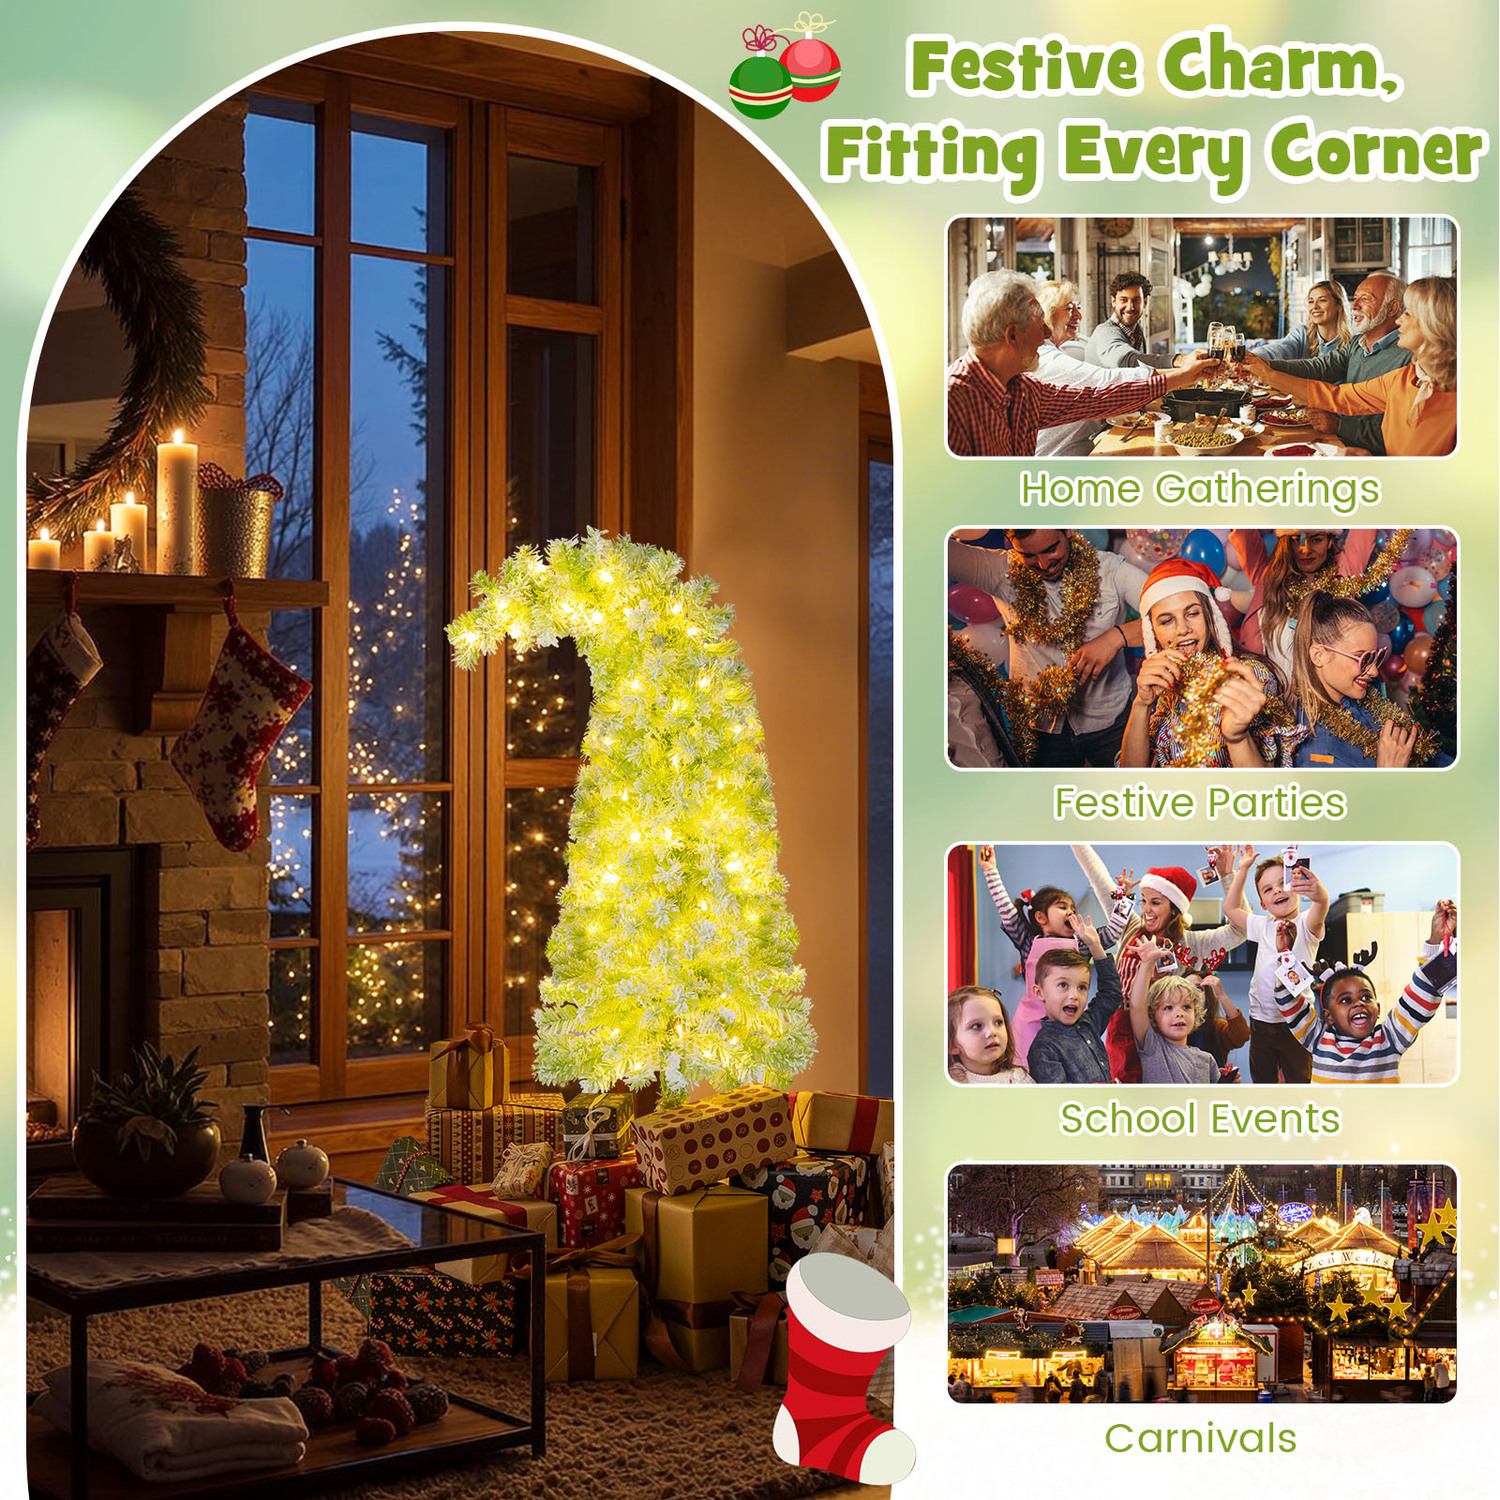 Festive Charm,
Fitting Every Corner
Home Gatherings
Festive Parties
School Events
Carnivals